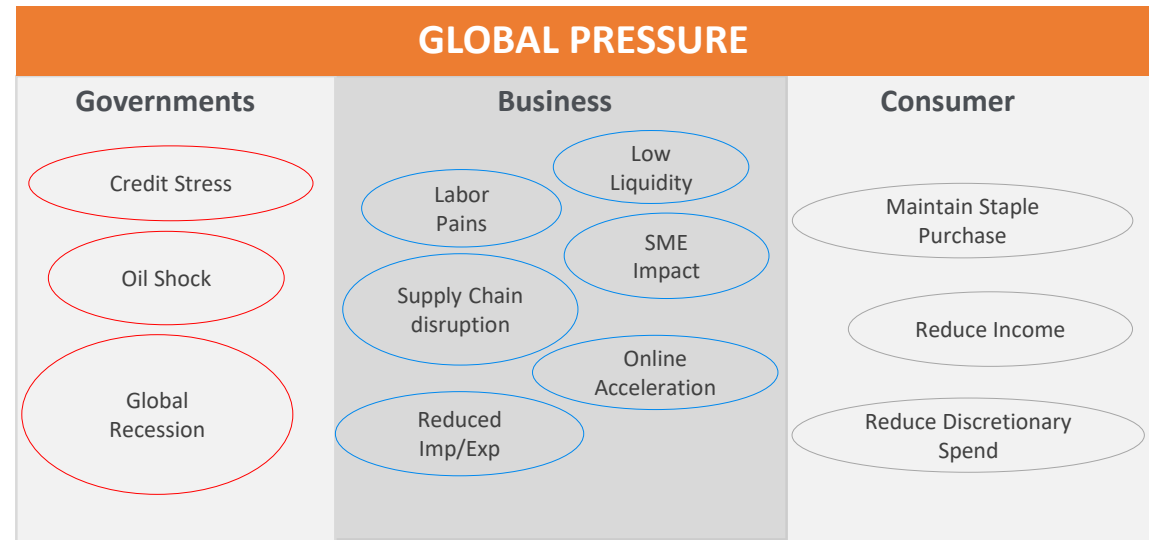 GLOBAL PRESSURE
Governments
Credit Stress
Oil Shock
Global
Recession
Business
Low
Liquidity
Labor
Pains
SME
Impact
Supply Chain
disruption
Online
Acceleration
Reduced
Imp/Exp
Consumer
Maintain Staple
Purchase
Reduce Income
Reduce Discretionary
Spend